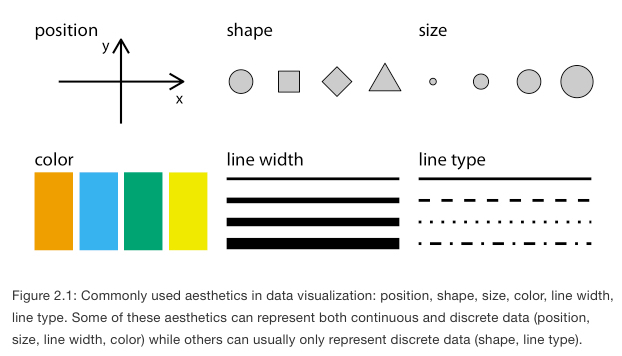 position
shape
size
y
x
color
line width
line type
Figure 2.1: Commonly used aesthetics in data visualization: position, shape, size, color, line width,
line type. Some of these aesthetics can represent both continuous and discrete data (position,
size, line width, color) while others can usually only represent discrete data (shape, line type).